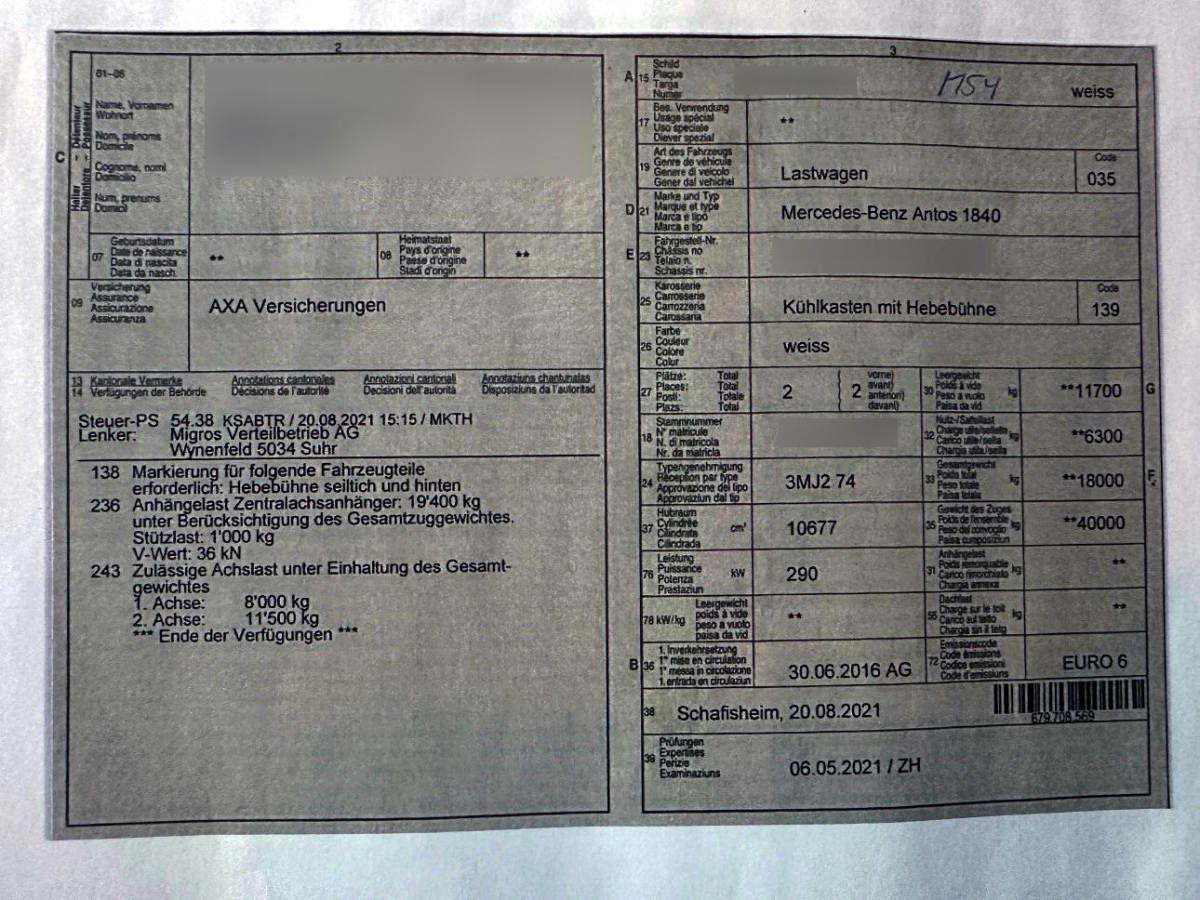 2
01-06
Name, Vornamen
Wohnort
Nom, prénoms
Domicile
Cognome, nomi
Domicilio
Num, prenums
Domicil
C
Halter - Détenteur
Detentore - Possessur
07
Geburtsdatum
Date de naissance
Data di nascita
Data da nasch.
**
08
Heimatstaat
Pays d'origine
Paese d'origine
Stadi d'origin
**
09
Versicherung
Assurance
Assicurazione
Assicuranza
AXA Versicherungen
13 Kantonale Vermerke Annotations cantonales Annotazioni cantonali Annotaziuns chantunalas
14 Verfügungen der Behörde Décisions de l'autorité Decisioni dell'autorità Disposiziuns da l'autoritad
Steuer-PS 54.38 KSABTR / 20.08.2021 15:15 / MKTH
Lenker: Migros Verteilbetrieb AG
Wynenfeld 5034 Suhr
138 Markierung für folgende Fahrzeugteile
erforderlich: Hebebühne seiltich und hinten
236 Anhängelast Zentralachsanhänger: 19'400 kg
unter Berücksichtigung des Gesamtzuggewichtes.
Stützlast: 1'000 kg
V-Wert: 36 kN
243 Zulässige Achslast unter Einhaltung des Gesamt-
gewichtes
1. Achse: 8'000 kg
2. Achse: 11'500 kg
*** Ende der Verfügungen ***
3
A 15
Schild
Plaque
Targa
Numer
M54
weiss
17
Bes. Verwendung
Usage spécial
Uso speciale
Diever spezial
**
19
Art des Fahrzeugs
Genre de véhicule
Genere di veicolo
Gener dal vehichel
Lastwagen
Code
035
D 21
Marke und Typ
Marque et type
Marca e tipo
Marca e tip
Mercedes-Benz Antos 1840
E 23
Fahrgestell-Nr.
Châssis no
Telaio n.
Schassis nr.
25
Karosserie
Carrosserie
Carrozzeria
Carossaria
Kühlkasten mit Hebebühne
Code
139
26
Farbe
Couleur
Colore
Colur
weiss
27
Plätze: Total
Places: Total
Posti: Totale
Plazs: Total
2
2
vorne)
avant)
anteriori)
davant)
30
Leergewicht
Poids à vide
Peso a vuoto
Paisa da vid
kg
**11700
G
18
Stammnummer
N° matricule
N. di matricola
Nr. da matricla
32
Nutz-/Sattellast
Charge utile/sellette
Carico utile/sella
Chargia utila/sella
kg
**6300
24
Typengenehmigung
Réception par type
Approvazione del tipo
Approvaziun dal tip
3MJ2 74
33
Gesamtgewicht
Poids total
Peso totale
Paisa totala
kg
**18000
F
37
Hubraum
Cylindrée
Cilindrata
Cilindrada
cm³
10677
35
Gewicht des Zuges
Poids de l'ensemble
Peso del convoglio
Paisa cumposiziun
kg
**40000
76
Leistung
Puissance
Potenza
Prestaziun
kW
290
31
Anhängelast
Poids remorquable
Carico rimorchiato
Chargia annexa
kg
**
78 kW/kg
Leergewicht
poids à vide
peso a vuoto
paisa da vid
**
55
Dachlast
Charge sur le toit
Carico sul tetto
Chargia sin il tetg
kg
**
B 36
1. Inverkehrsetzung
1re mise en circulation
1a messa in circolazione
1. entrada en circulaziun
30.06.2016 AG
72
Emissionscode
Code émissions
Codice emissioni
Code d'emissiuns
EURO 6
38
Schafisheim, 20.08.2021
679 708 569
39
Prüfungen
Expertises
Perizie
Examinaziuns
06.05.2021 / ZH